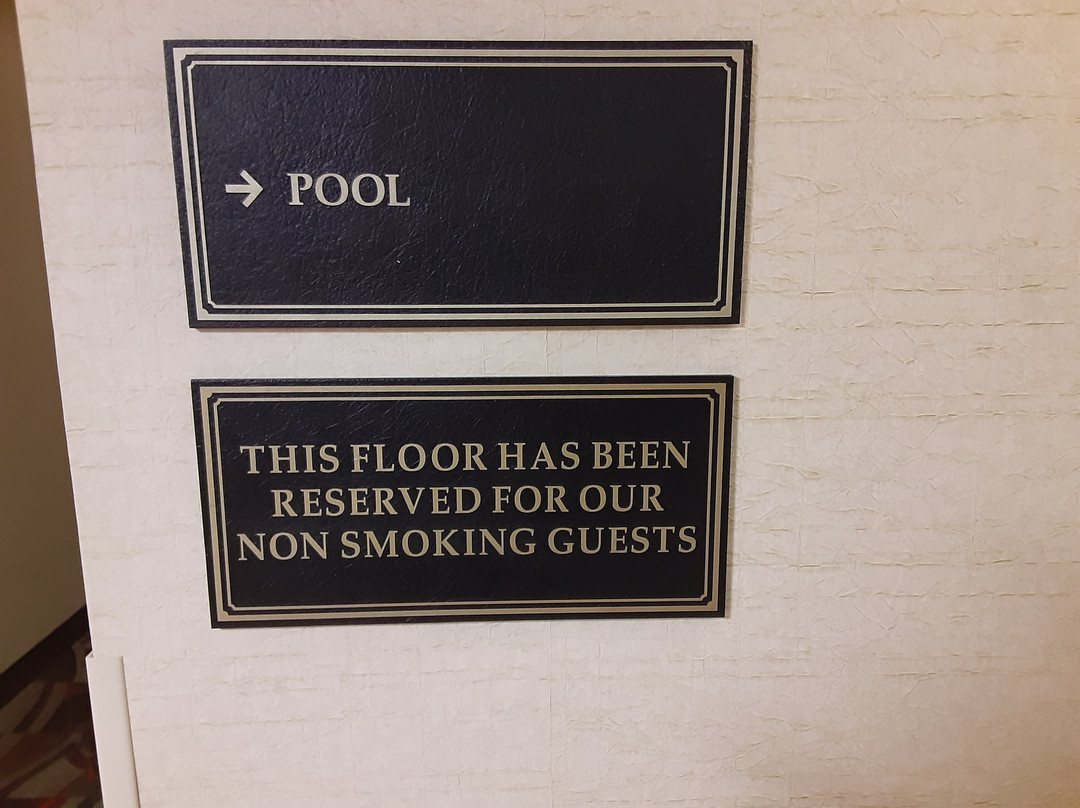 → POOL
THIS FLOOR HAS BEEN
RESERVED FOR OUR
NON SMOKING GUESTS